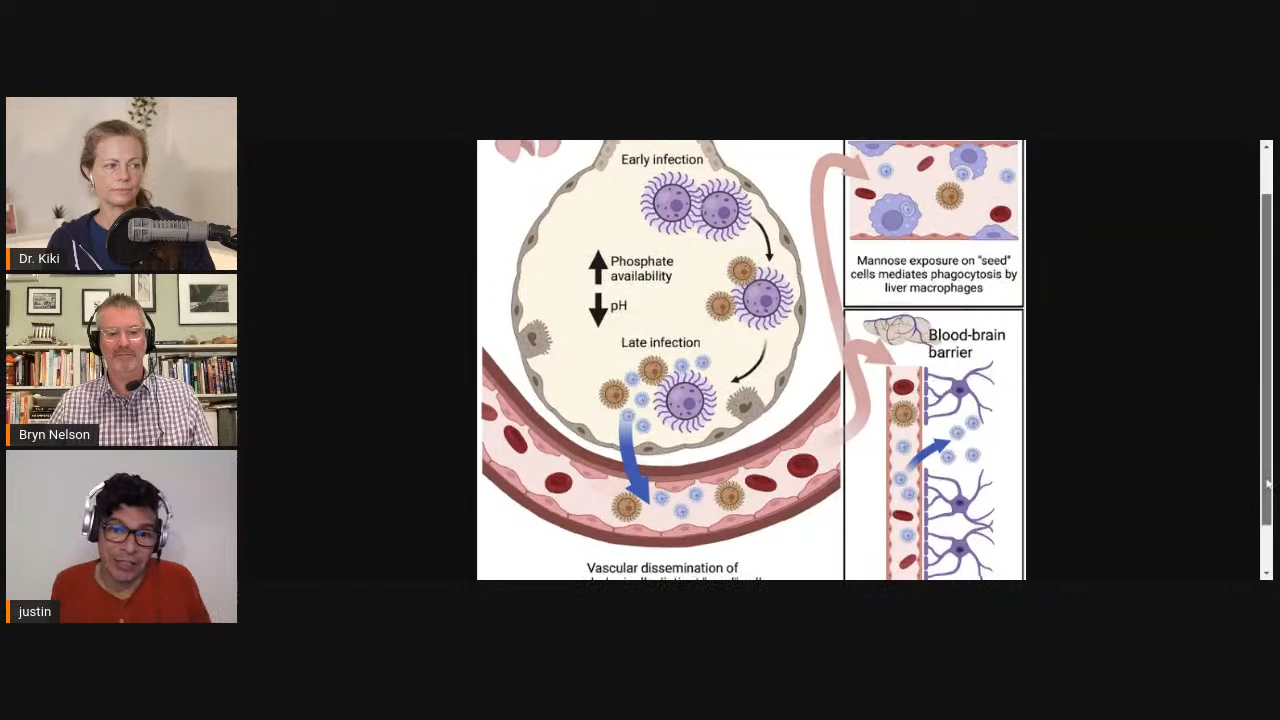 Dr. Kiki
Bryn Nelson
justin
Early infection
Phosphate
availability
pH
Late infection
Vascular dissemination of
Mannose exposure on "seed"
cells mediates phagocytosis by
liver macrophages
Blood-brain
barrier